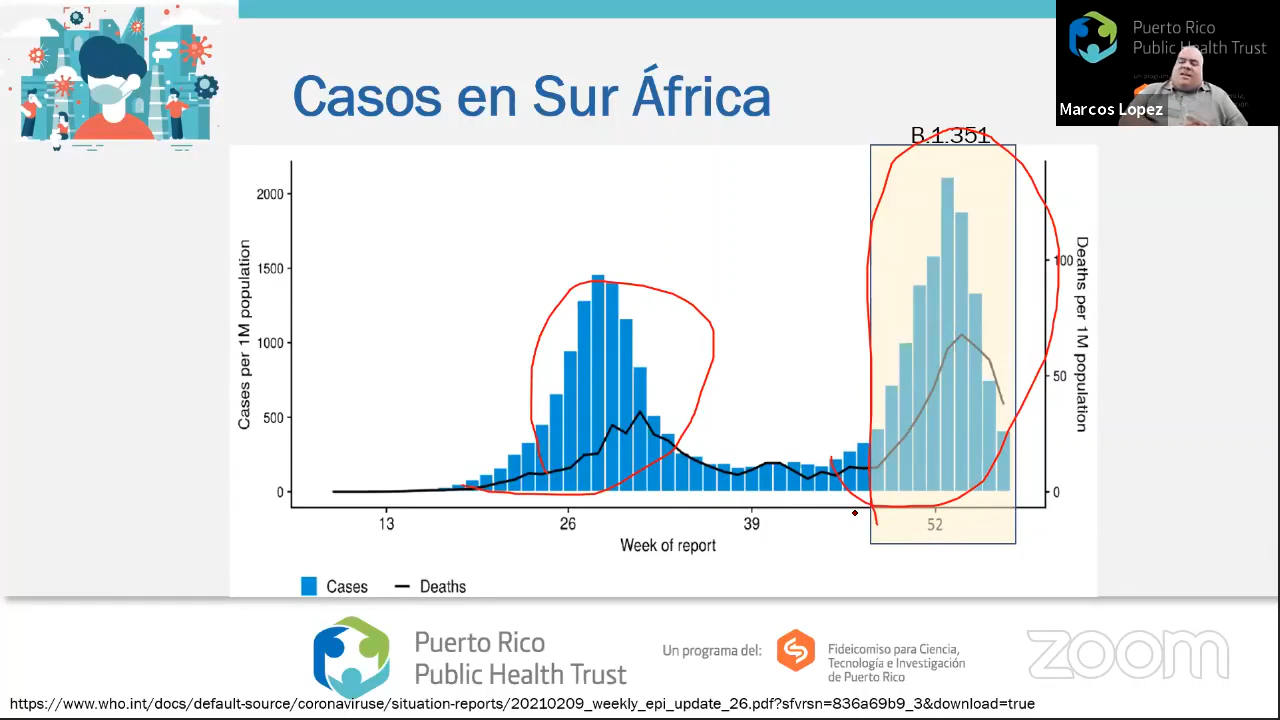 Puerto Rico
Public Health Trust
Marcos Lopez
Casos en Sur África
B.1.351
2000
1500
1000
500
0
Cases per 1M population
100
50
0
Deaths per 1M population
13
26
39
52
Week of report
Cases
Deaths
Puerto Rico
Public Health Trust
Un programa del:
Fideicomiso para Ciencia,
Tecnología e Investigación
de Puerto Rico
zoom
https://www.who.int/docs/default-source/coronaviruse/situation-reports/20210209_weekly_epi_update_26.pdf?sfvrsn=836a69b9_3&download=true